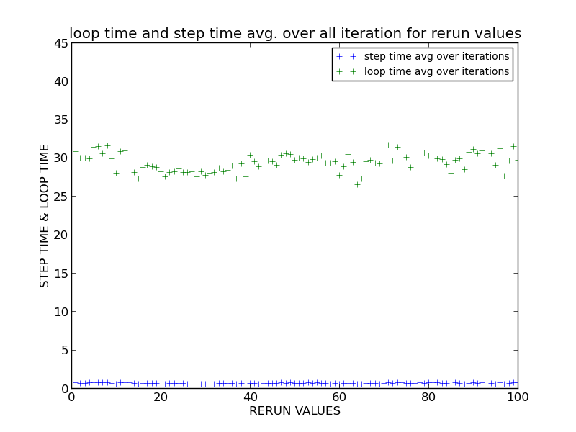 loop time and step time avg. over all iteration for rerun values
45
step time avg over iterations
loop time avg over iterations
40
35
30
25
20
15
10
5
0
STEP TIME & LOOP TIME
0 20 40 60 80 100
RERUN VALUES